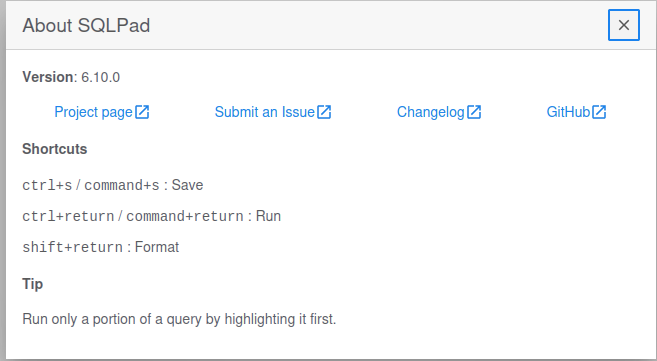 About SQLPad
Version: 6.10.0
Project page Submit an Issue Changelog GitHub
Shortcuts
ctrl+s / command+s : Save
ctrl+return / command+return : Run
shift+return : Format
Tip
Run only a portion of a query by highlighting it first.